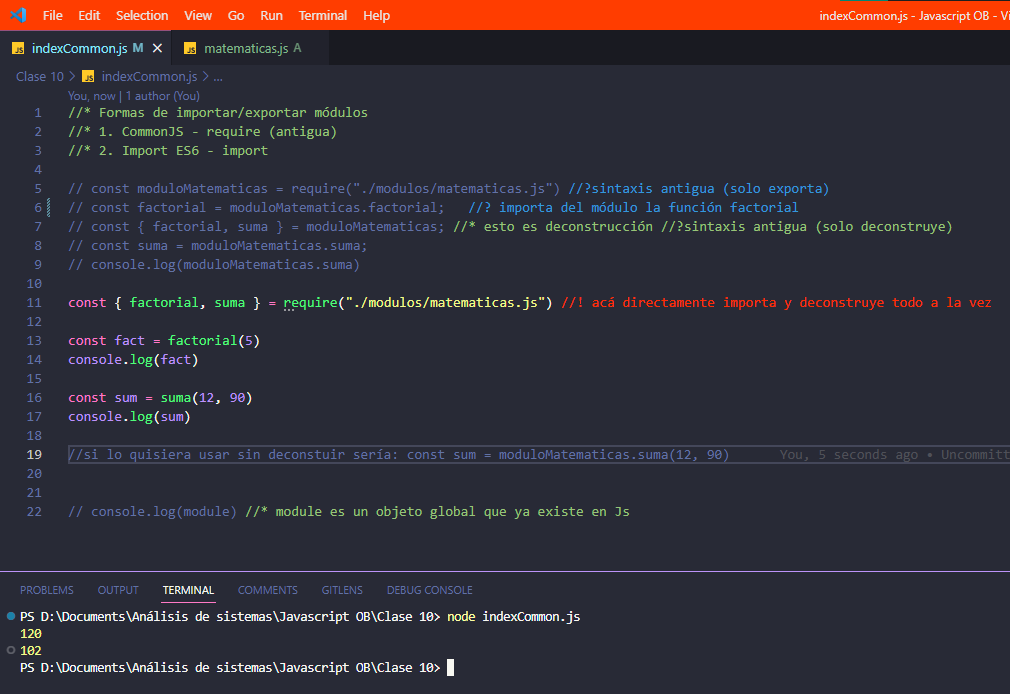 File Edit Selection View Go Run Terminal Help indexCommon.js - Javascript OB - Vi
JS indexCommon.js M JS matematicas.js A
Clase 10 > JS indexCommon.js > ...
You, now | 1 author (You)
1 //* Formas de importar/exportar módulos
2 //* 1. CommonJS - require (antigua)
3 //* 2. Import ES6 - import
4
5 // const moduloMatematicas = require("./modulos/matematicas.js") //?sintaxis antigua (solo exporta)
6 // const factorial = moduloMatematicas.factorial; //? importa del módulo la función factorial
7 // const { factorial, suma } = moduloMatematicas; //* esto es deconstrucción //?sintaxis antigua (solo deconstruye)
8 // const suma = moduloMatematicas.suma;
9 // console.log(moduloMatematicas.suma)
10
11 const { factorial, suma } = require("./modulos/matematicas.js") //! acá directamente importa y deconstruye todo a la vez
12
13 const fact = factorial(5)
14 console.log(fact)
15
16 const sum = suma(12, 90)
17 console.log(sum)
18
19 //si lo quisiera usar sin deconstuir sería: const sum = moduloMatematicas.suma(12, 90) You, 5 seconds ago • Uncommitt
20
21
22 // console.log(module) //* module es un objeto global que ya existe en Js
PROBLEMS OUTPUT TERMINAL COMMENTS GITLENS DEBUG CONSOLE
PS D:\Documents\Análisis de sistemas\Javascript OB\Clase 10> node indexCommon.js
120
102
PS D:\Documents\Análisis de sistemas\Javascript OB\Clase 10>